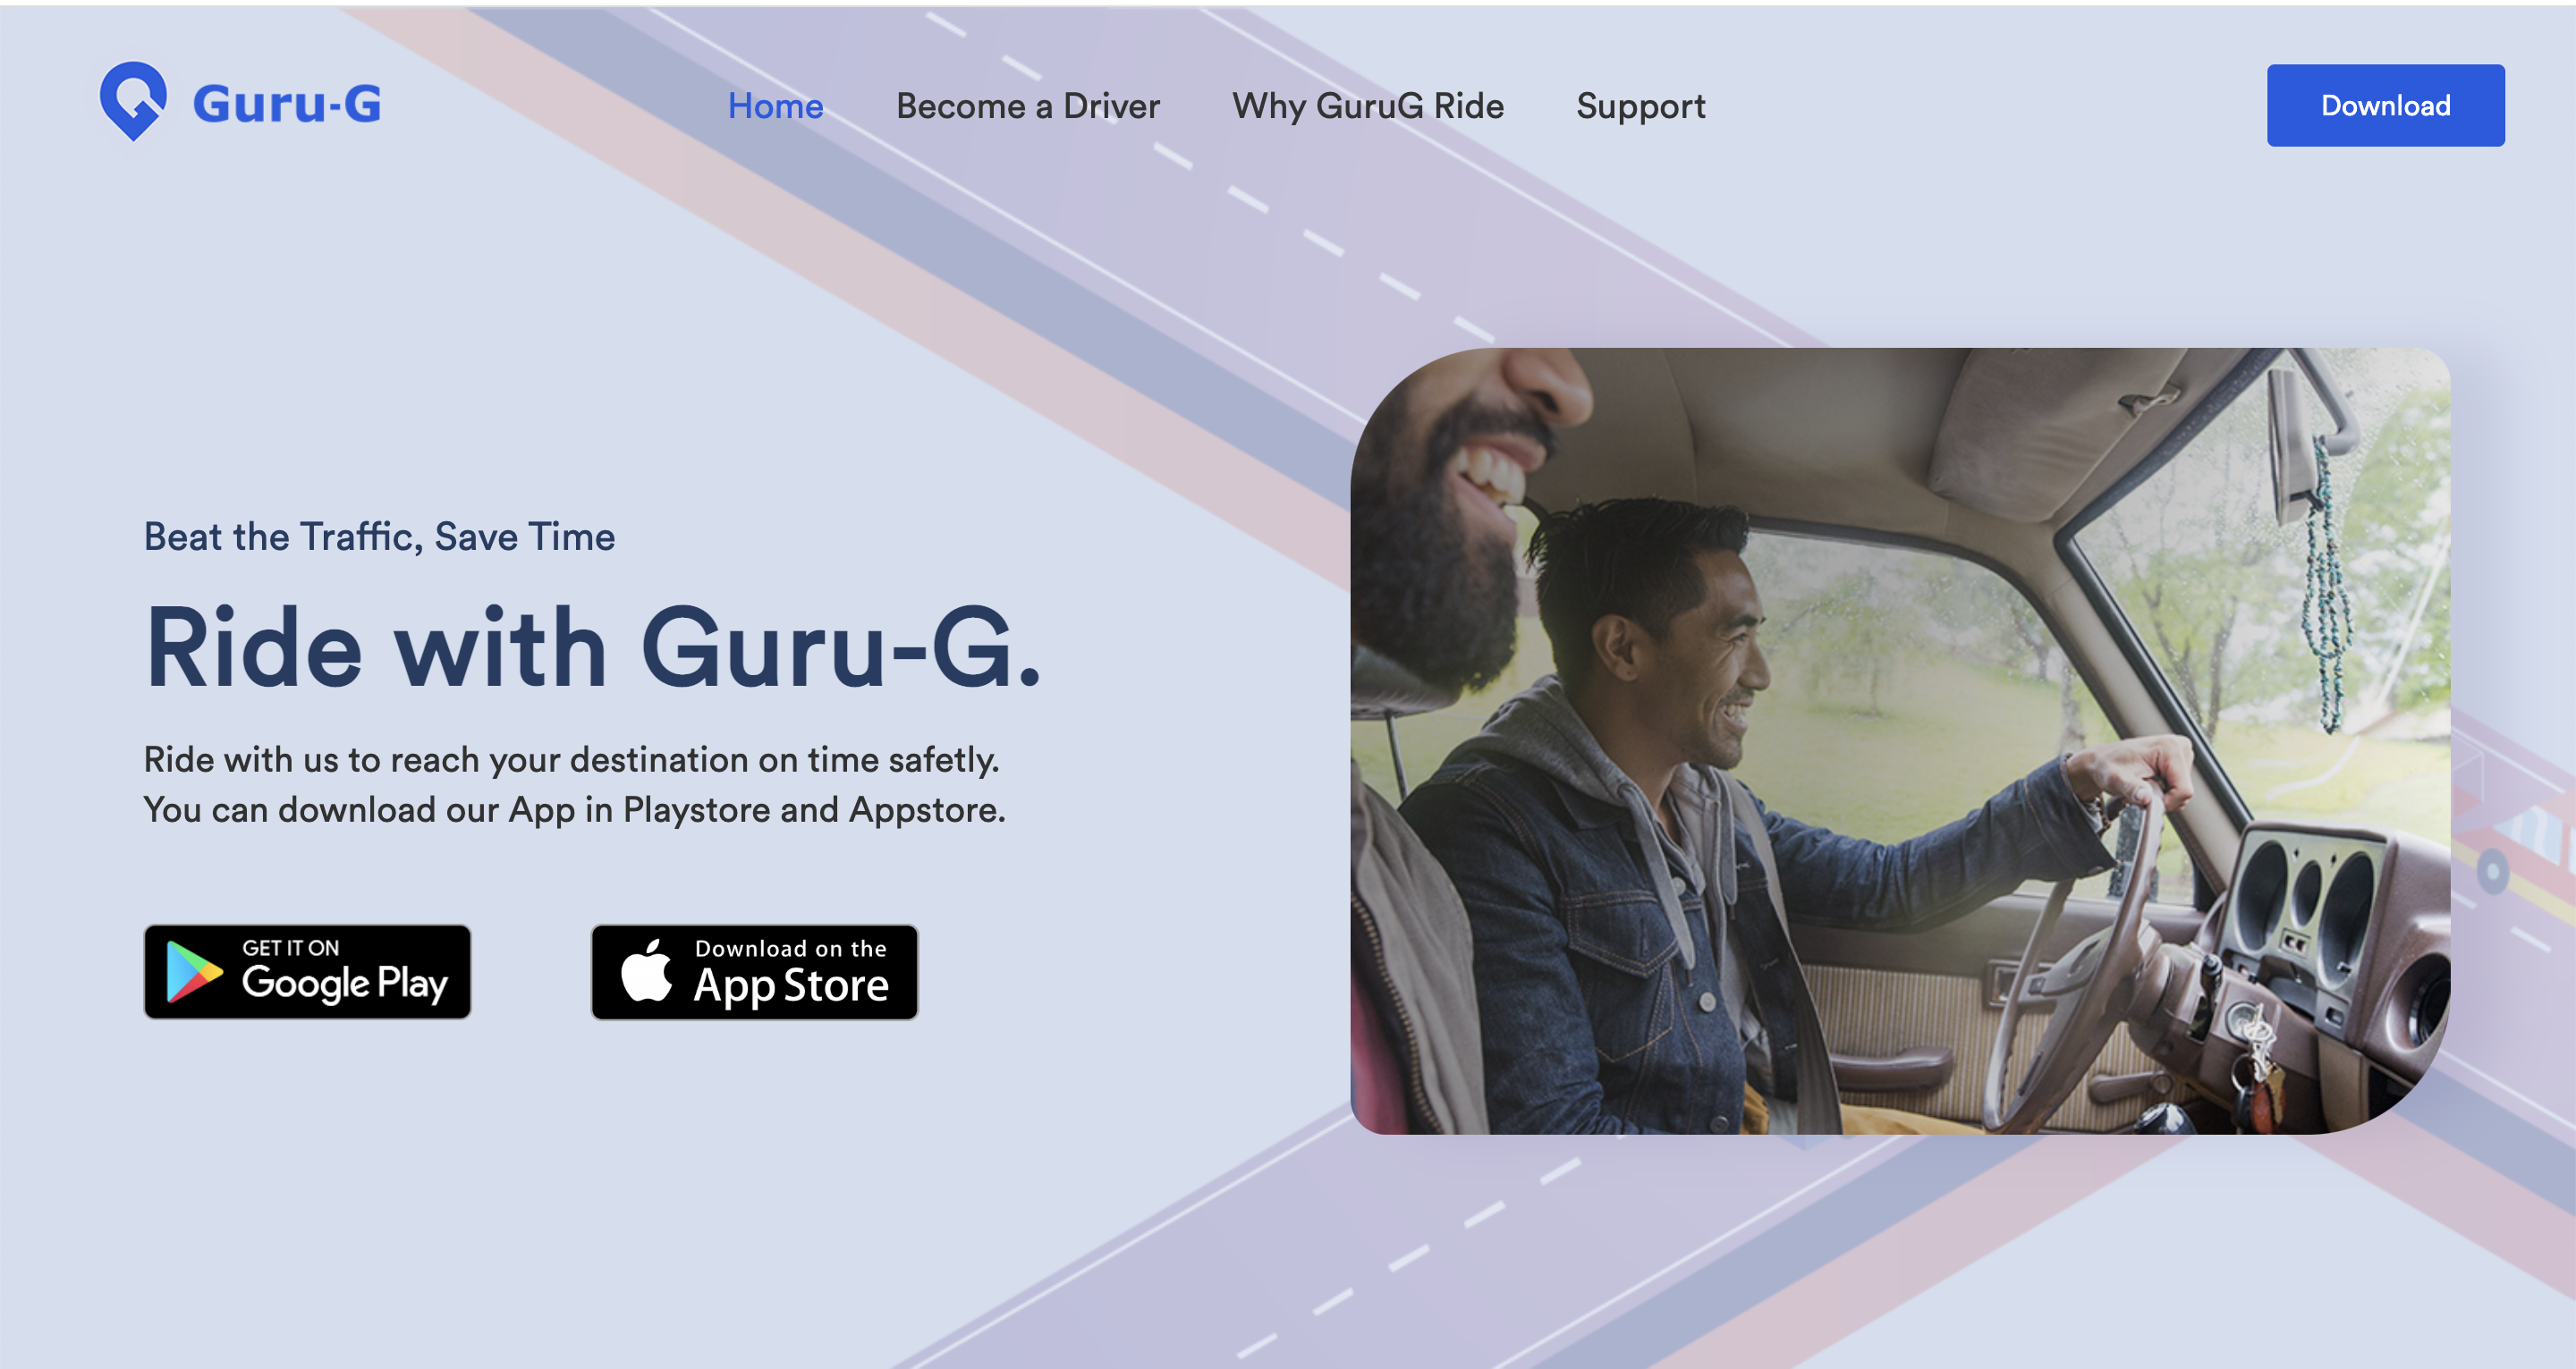 Guru-G
Home Become a Driver Why GuruG Ride Support
Download
Beat the Traffic, Save Time
Ride with Guru-G.
Ride with us to reach your destination on time safetly.
You can download our App in Playstore and Appstore.
GET IT ON
Google Play
Download on the
App Store